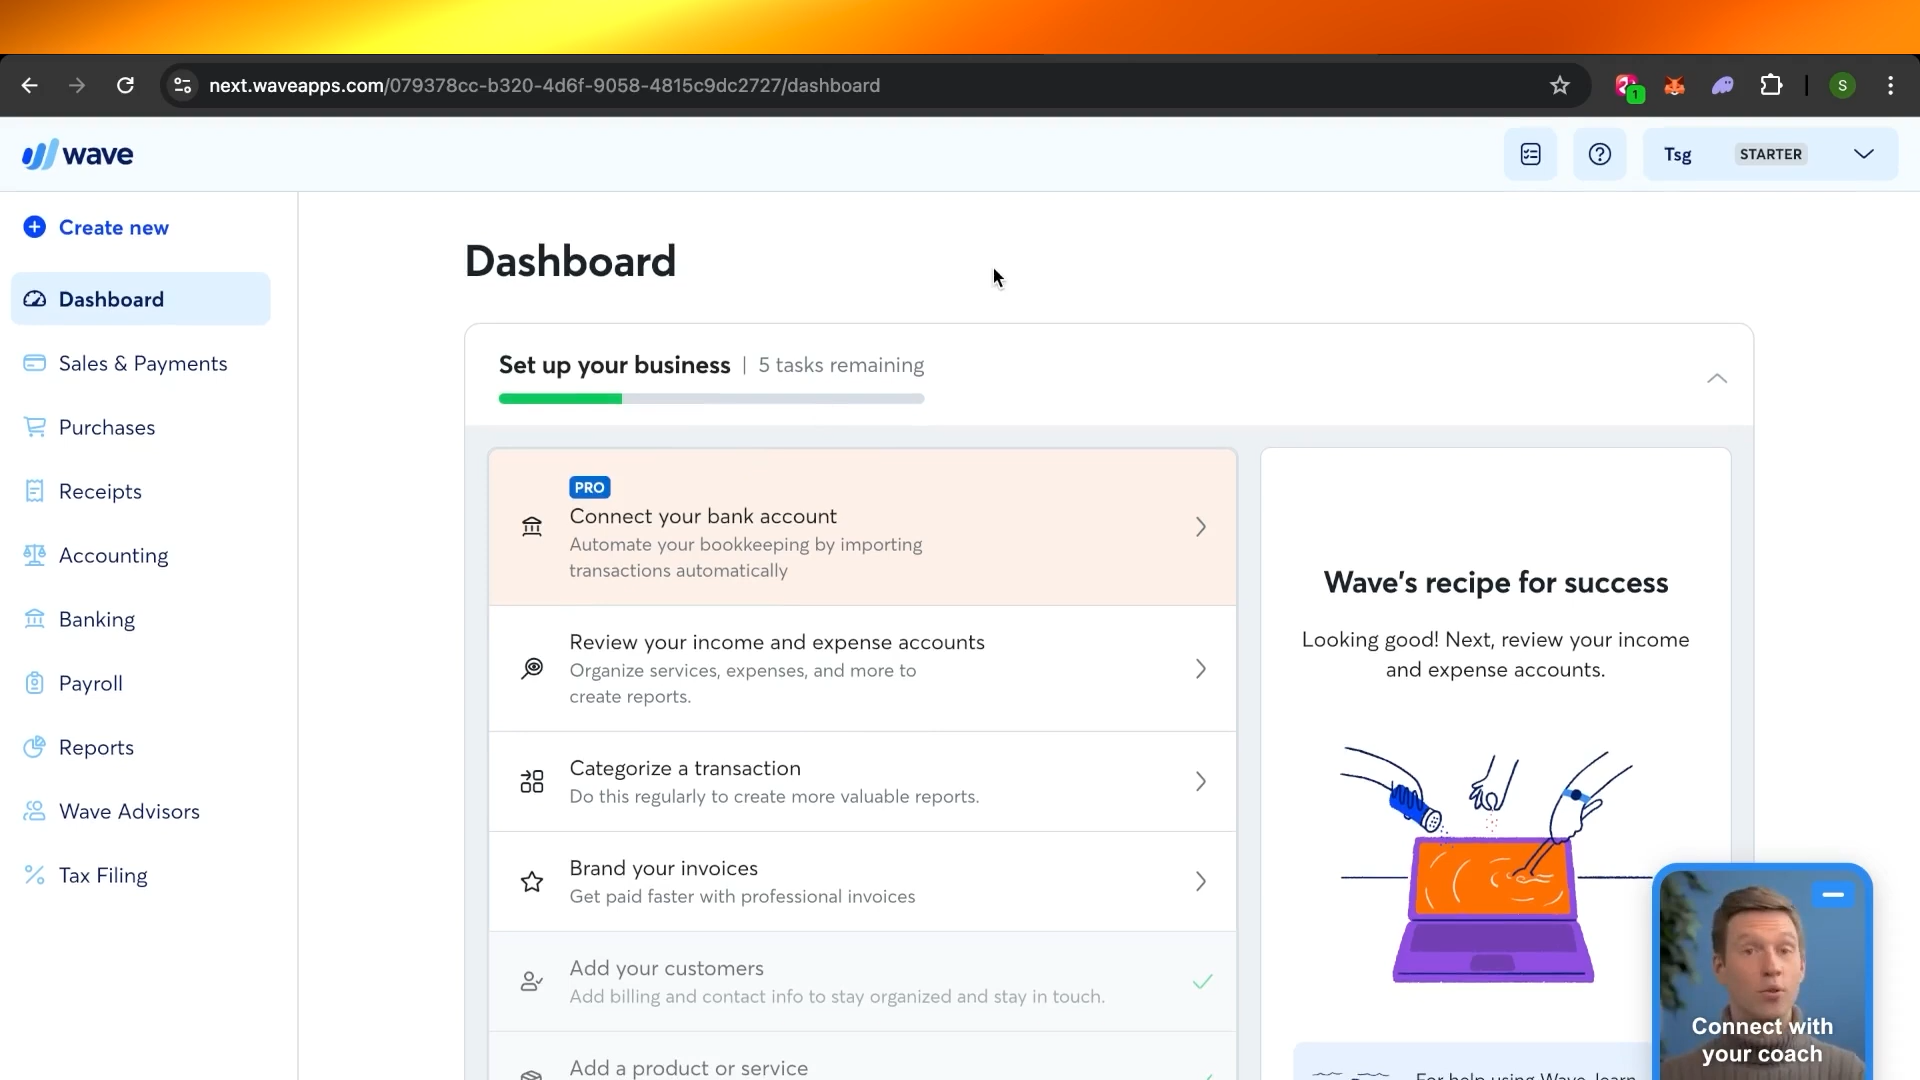 next.waveapps.com/079378cc-b320-4d6f-9058-4815c9dc2727/dashboard
1
S
wave
Tsg
STARTER
Create new
Dashboard
Sales & Payments
Purchases
Receipts
Accounting
Banking
Payroll
Reports
Wave Advisors
Tax Filing
Dashboard
Set up your business | 5 tasks remaining
PRO
Connect your bank account
Automate your bookkeeping by importing
transactions automatically
Review your income and expense accounts
Organize services, expenses, and more to
create reports.
Categorize a transaction
Do this regularly to create more valuable reports.
Brand your invoices
Get paid faster with professional invoices
Add your customers
Add billing and contact info to stay organized and stay in touch.
Add a product or service
Wave's recipe for success
Looking good! Next, review your income
and expense accounts.
For help using Wave, learn
Connect with
your coach